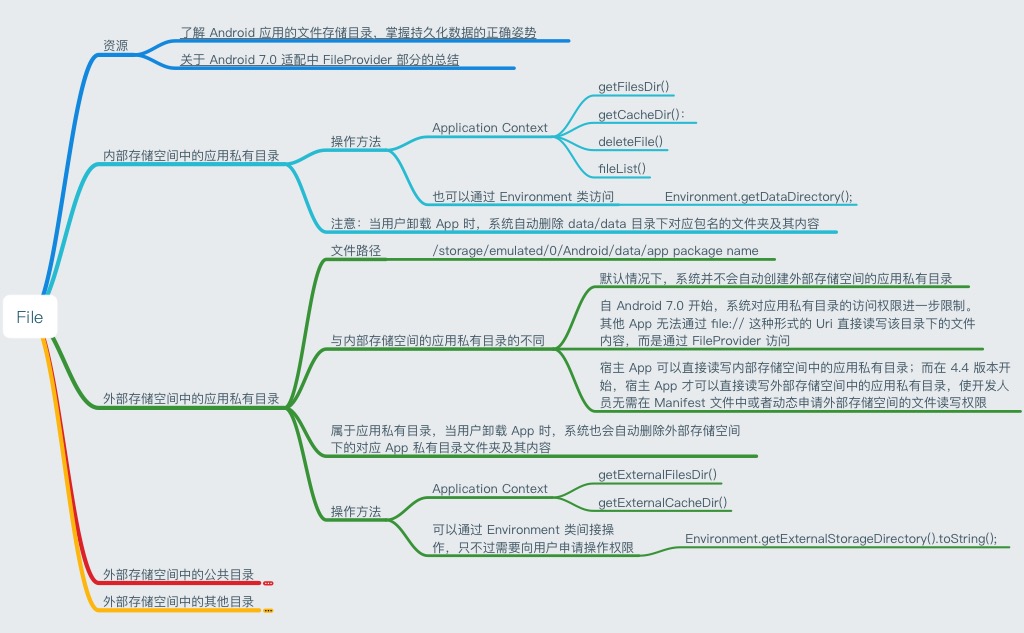 File
资源
了解 Android 应用的文件存储目录，掌握持久化数据的正确姿势
关于 Android 7.0 适配中 FileProvider 部分的总结
内部存储空间中的应用私有目录
操作方法
Application Context
getFilesDir()
getCacheDir()：
deleteFile()
fileList()
也可以通过 Environment 类访问
Environment.getDataDirectory();
注意：当用户卸载 App 时，系统自动删除 data/data 目录下对应包名的文件夹及其内容
外部存储空间中的应用私有目录
文件路径
/storage/emulated/0/Android/data/app package name
与内部存储空间的应用私有目录的不同
默认情况下，系统并不会自动创建外部存储空间的应用私有目录
自 Android 7.0 开始，系统对应用私有目录的访问权限进一步限制。
其他 App 无法通过 file:// 这种形式的 Uri 直接读写该目录下的文件
内容，而是通过 FileProvider 访问
宿主 App 可以直接读写内部存储空间中的应用私有目录；而在 4.4 版本开
始，宿主 App 才可以直接读写外部存储空间中的应用私有目录，使开发人
员无需在 Manifest 文件中或者动态申请外部存储空间的文件读写权限
属于应用私有目录，当用户卸载 App 时，系统也会自动删除外部存储空间
下的对应 App 私有目录文件夹及其内容
操作方法
Application Context
getExternalFilesDir()
getExternalCacheDir()
可以通过 Environment 类间接操
作，只不过需要向用户申请操作权限
Environment.getExternalStorageDirectory().toString();
外部存储空间中的公共目录
外部存储空间中的其他目录